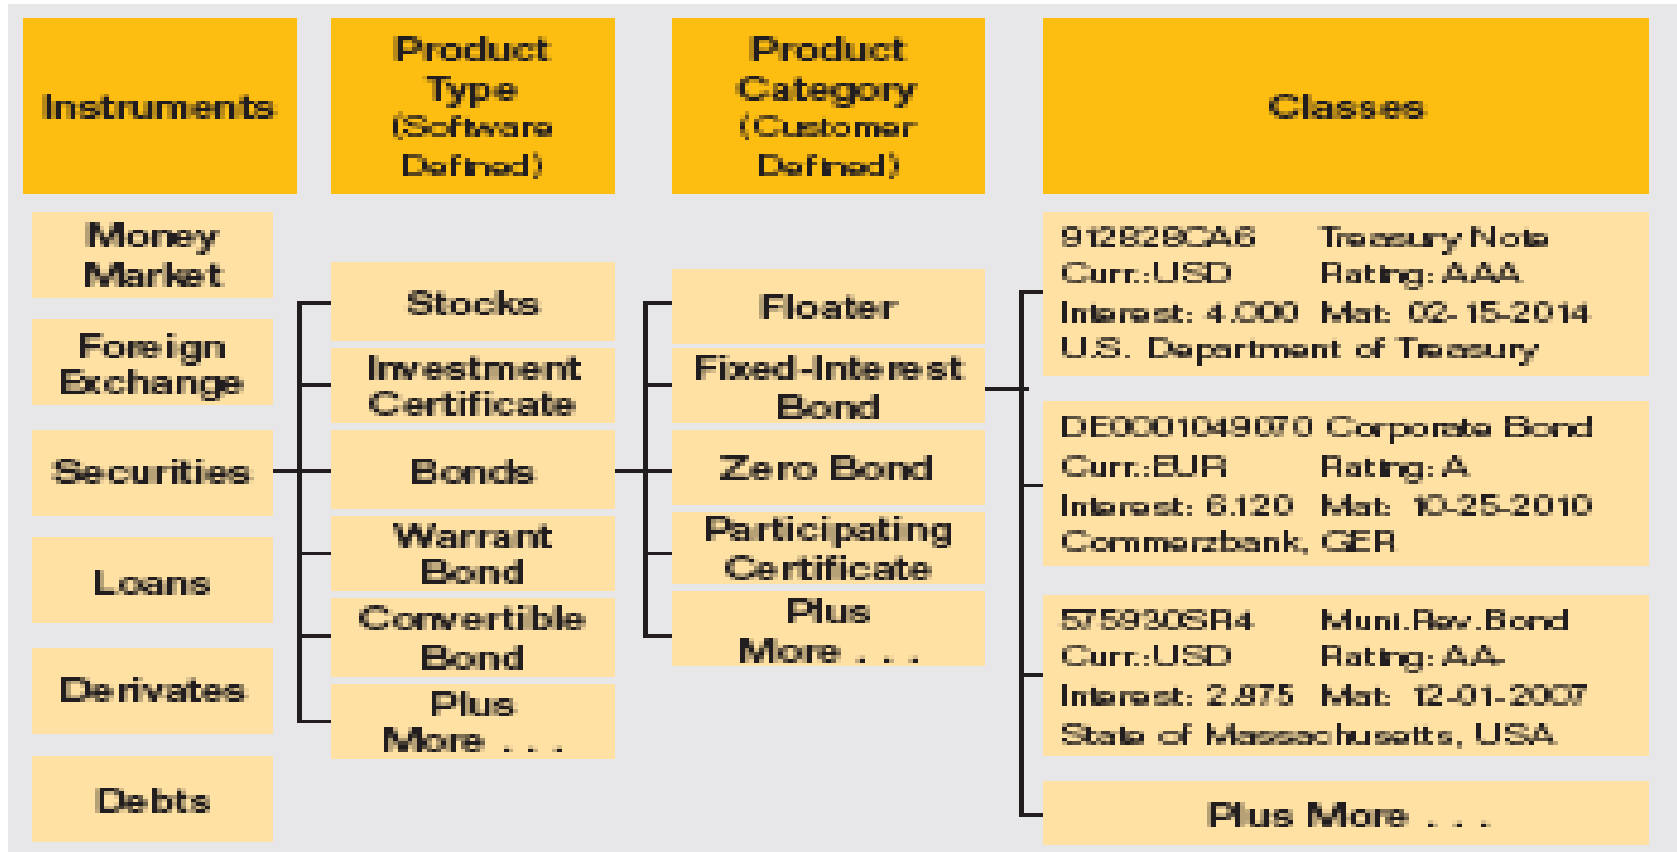 Instruments
Product
Type
(Software
Defined)
Product
Category
(Customer
Defined)
Classes
Money
Market
Foreign
Exchange
Securities
Loans
Derivates
Debts
Stocks
Investment
Certificate
Bonds
Warrant
Bond
Convertible
Bond
Plus
More . . .
Floater
Fixed-Interest
Bond
Zero Bond
Participating
Certificate
Plus
More . . .
912828CA6 Treasury Note
Curr.:USD Rating: AAA
Interest: 4.000 Mat: 02-15-2014
U.S. Department of Treasury
DE0001049070 Corporate Bond
Curr.:EUR Rating: A
Interest: 6.120 Mat: 10-25-2010
Commerzbank, GER
575930SR4 Muni.Rev.Bond
Curr.:USD Rating: AA-
Interest: 2.875 Mat: 12-01-2007
State of Massachusetts, USA
Plus More . . .